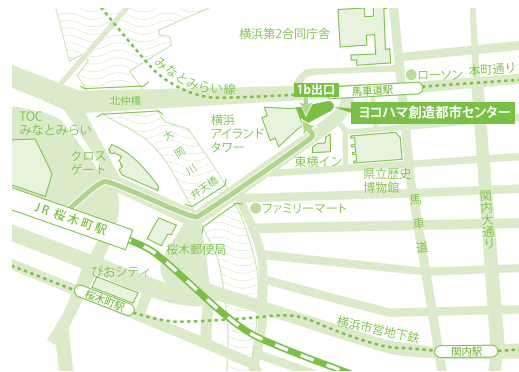 横浜第2合同庁舎
みなとみらい線
ローソン
本町通り
1b出口
馬車道駅
北仲橋
ヨコハマ創造都市センター
TOC
みなとみらい
横浜
アイランド
タワー
大岡川
クロス
ゲート
東横イン
県立歴史
博物館
弁天橋
馬車道
関内大通り
JR 桜木町駅
ファミリーマート
桜木郵便局
ぴおシティ
桜木町駅
横浜市営地下鉄
関内駅